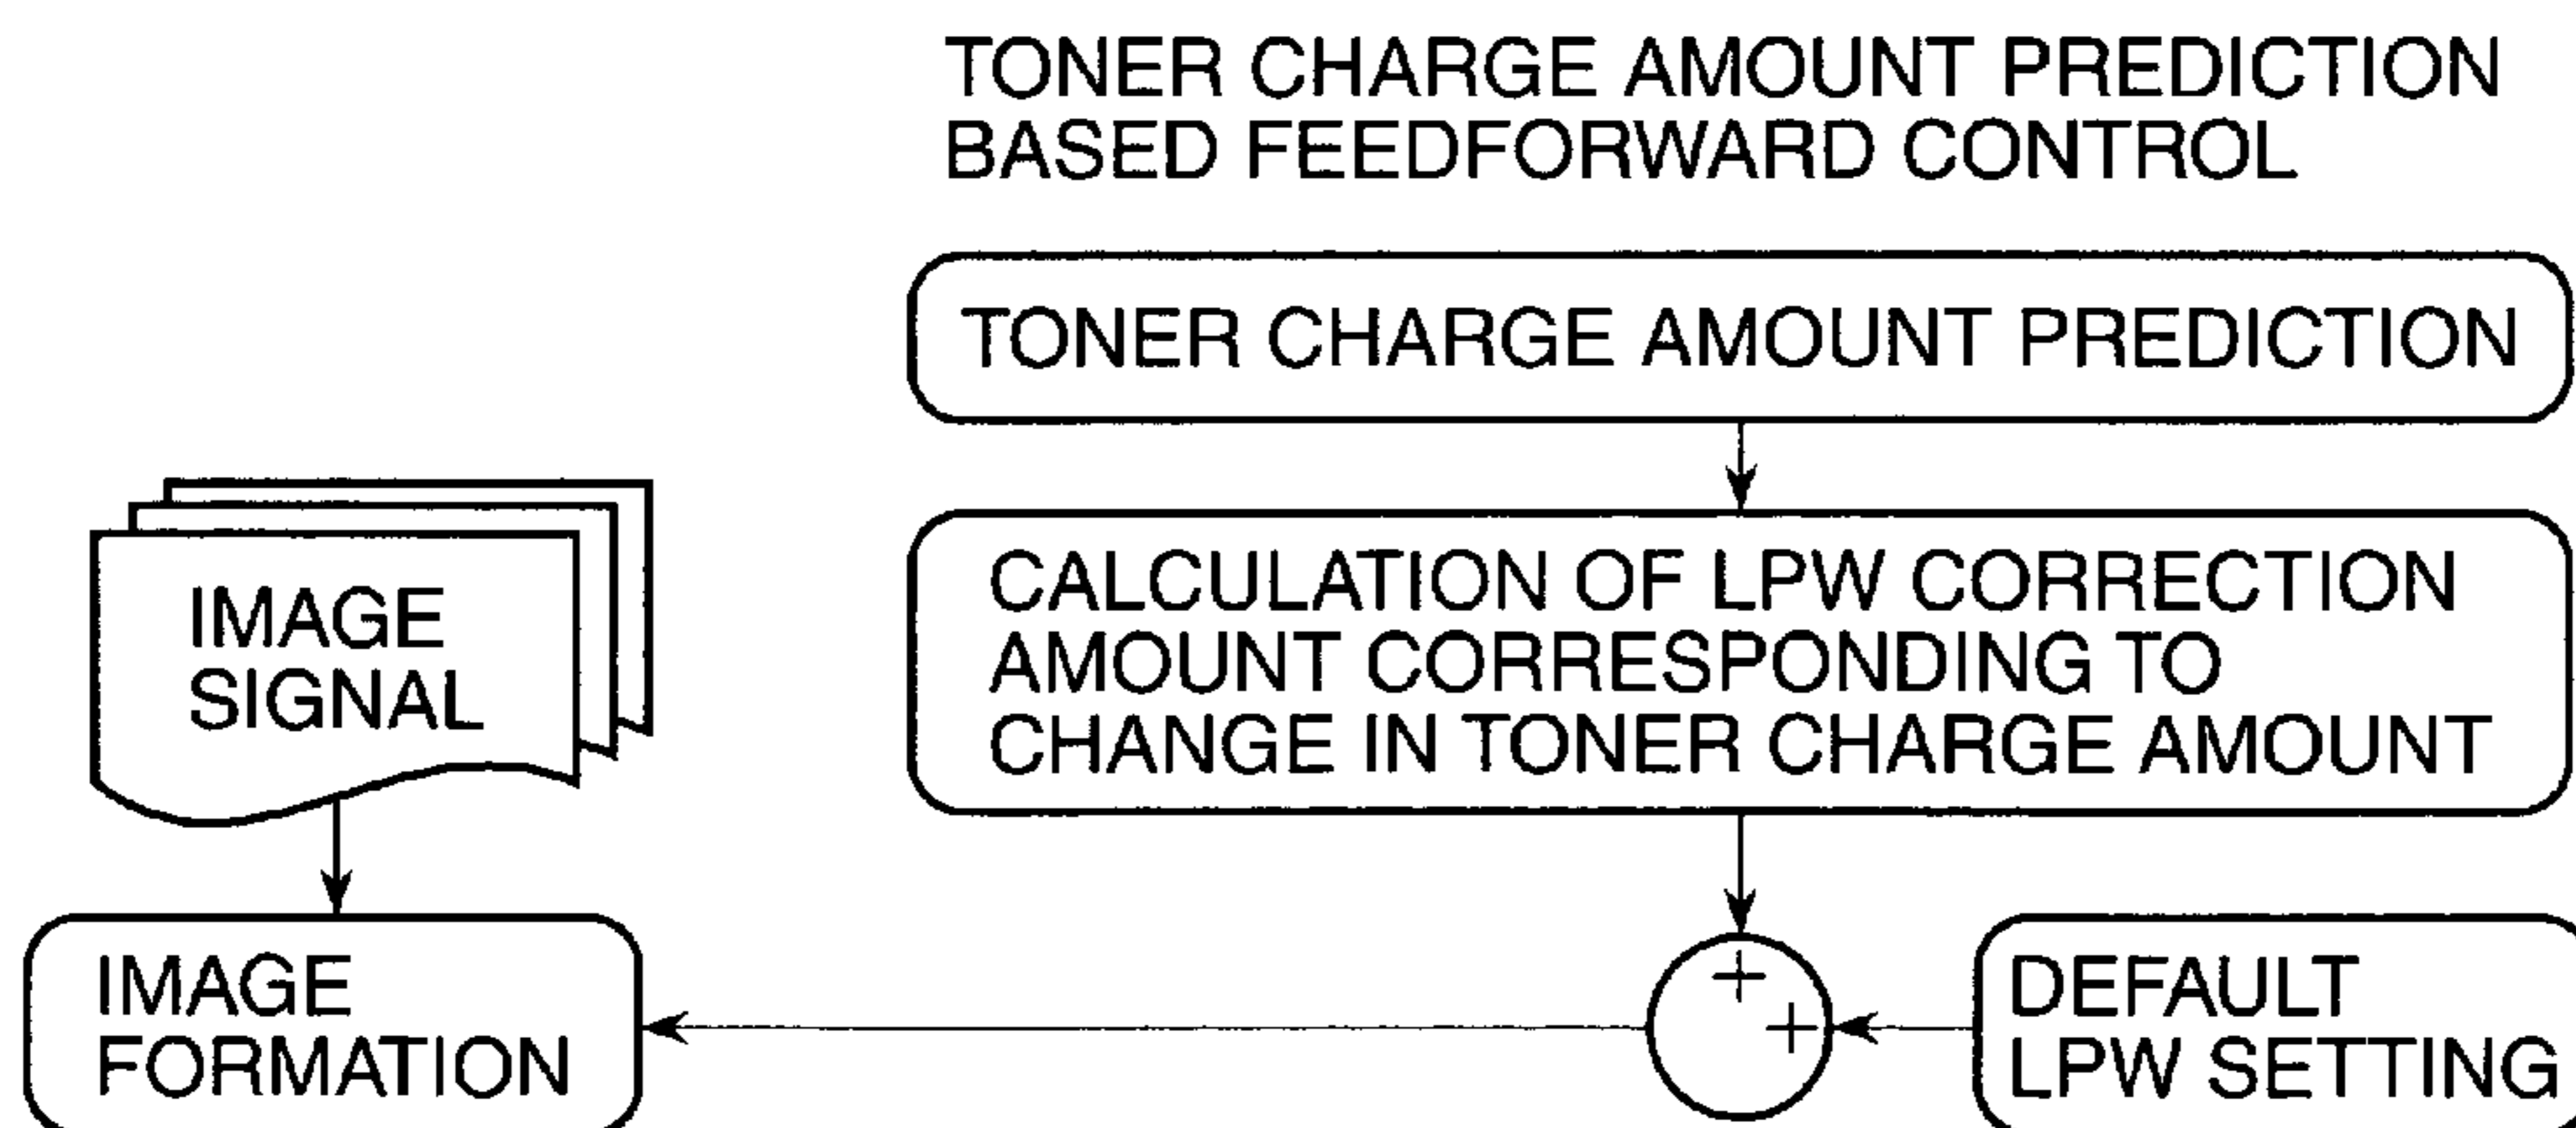 TONER CHARGE AMOUNT PREDICTION
BASED FEEDFORWARD CONTROL
TONER CHARGE AMOUNT PREDICTION
IMAGE
SIGNAL
CALCULATION OF LPW CORRECTION
AMOUNT CORRESPONDING TO
CHANGE IN TONER CHARGE AMOUNT
IMAGE
FORMATION
+
+
DEFAULT
LPW SETTING